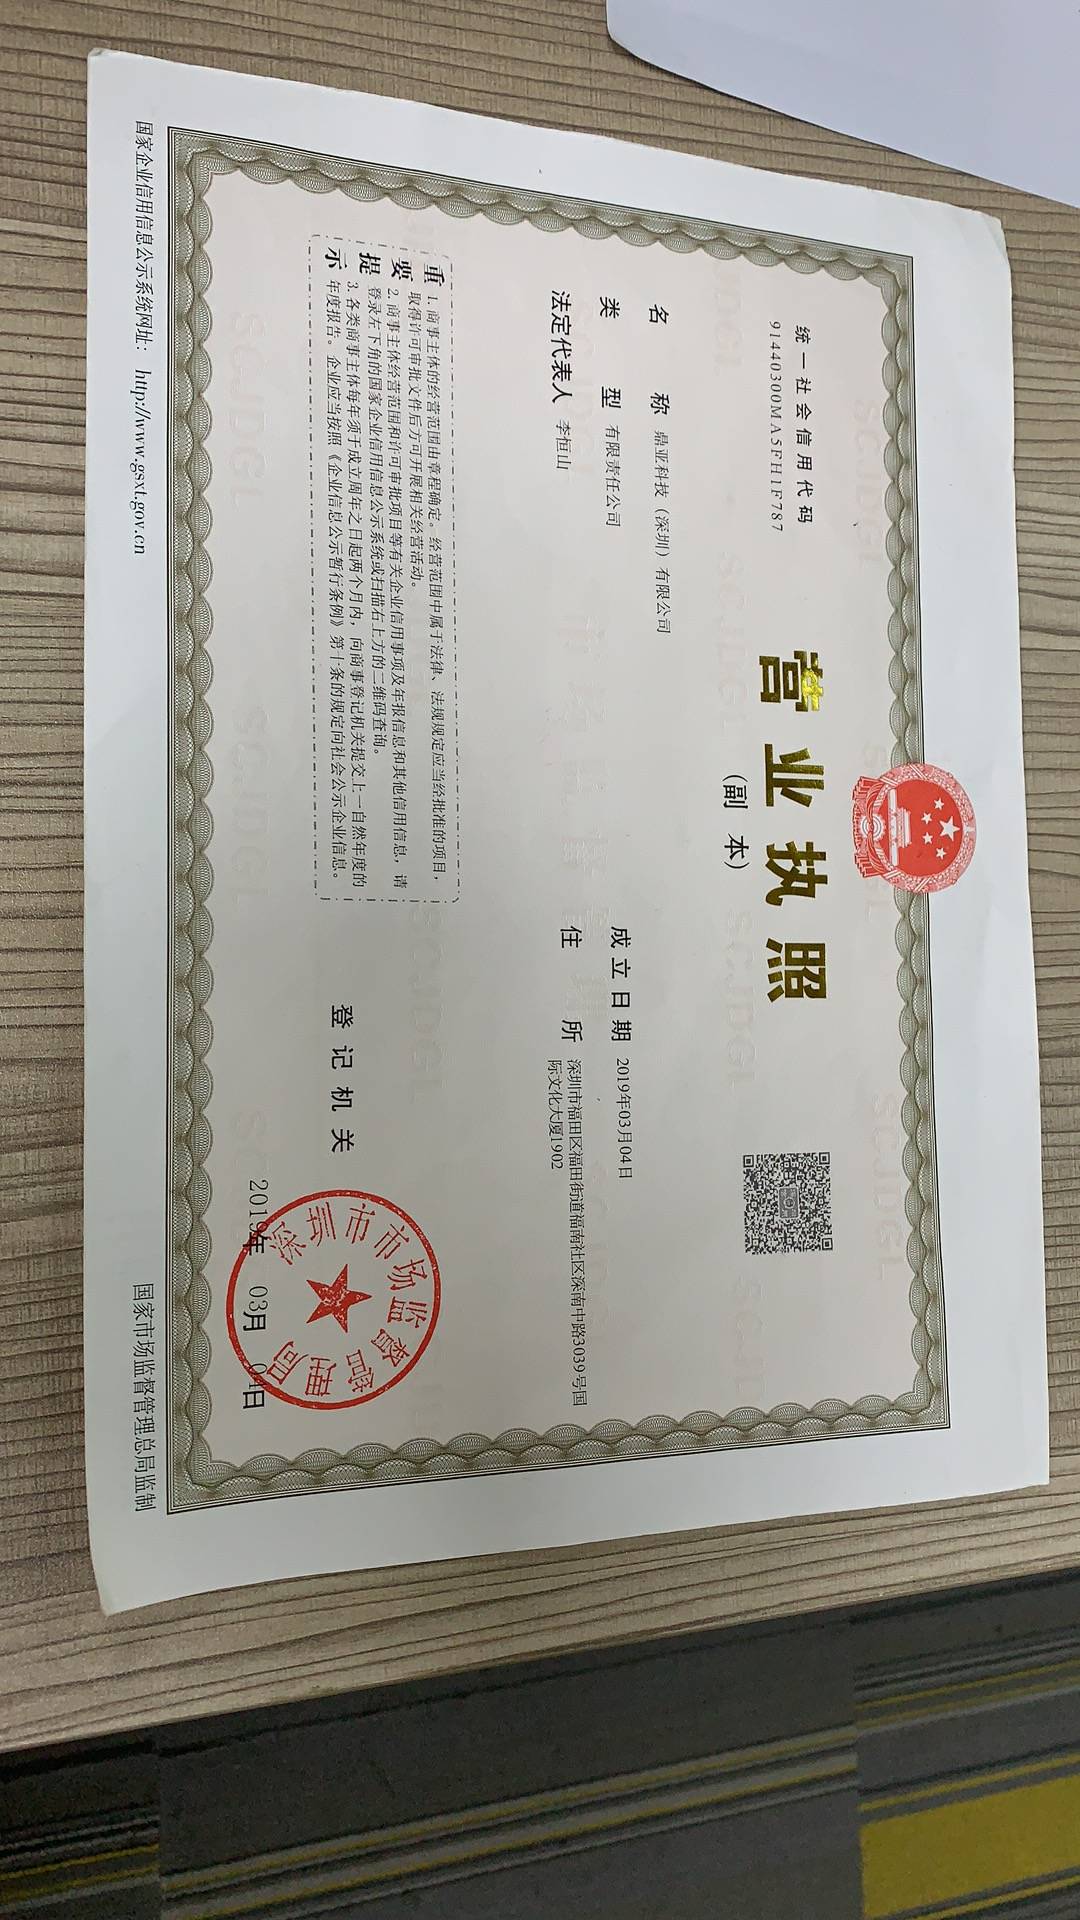 统一社会信用代码
91440300MA5FH1F787
营业执照
(副本)
名称 鼎亚科技（深圳）有限公司
类型 有限责任公司
法定代表人 李恒山
成立日期 2019年03月04日
住所 深圳市福田区福田街道福南社区深南中路3039号国
际文化大厦1902
重要提示
1. 商事主体的经营范围由章程确定。经营范围中属于法律、法规规定应当经批准的项目，
取得许可审批文件后方可开展相关经营活动。
2. 商事主体经营范围和许可审批项目等有关企业信用事项及年报信息和其他信用信息，请
登录左下角的国家企业信用信息公示系统或扫描右上方的二维码查询。
3. 各类商事主体每年须于成立周年之日起两个月内，向商事登记机关提交上一自然年度的
年度报告。企业应当按照《企业信息公示暂行条例》第十条的规定向社会公示企业信息。
登记机关
深圳市市场监督管理局
2019年 03月 04日
国家企业信用信息公示系统网址： http://www.gsxt.gov.cn
国家市场监督管理总局监制